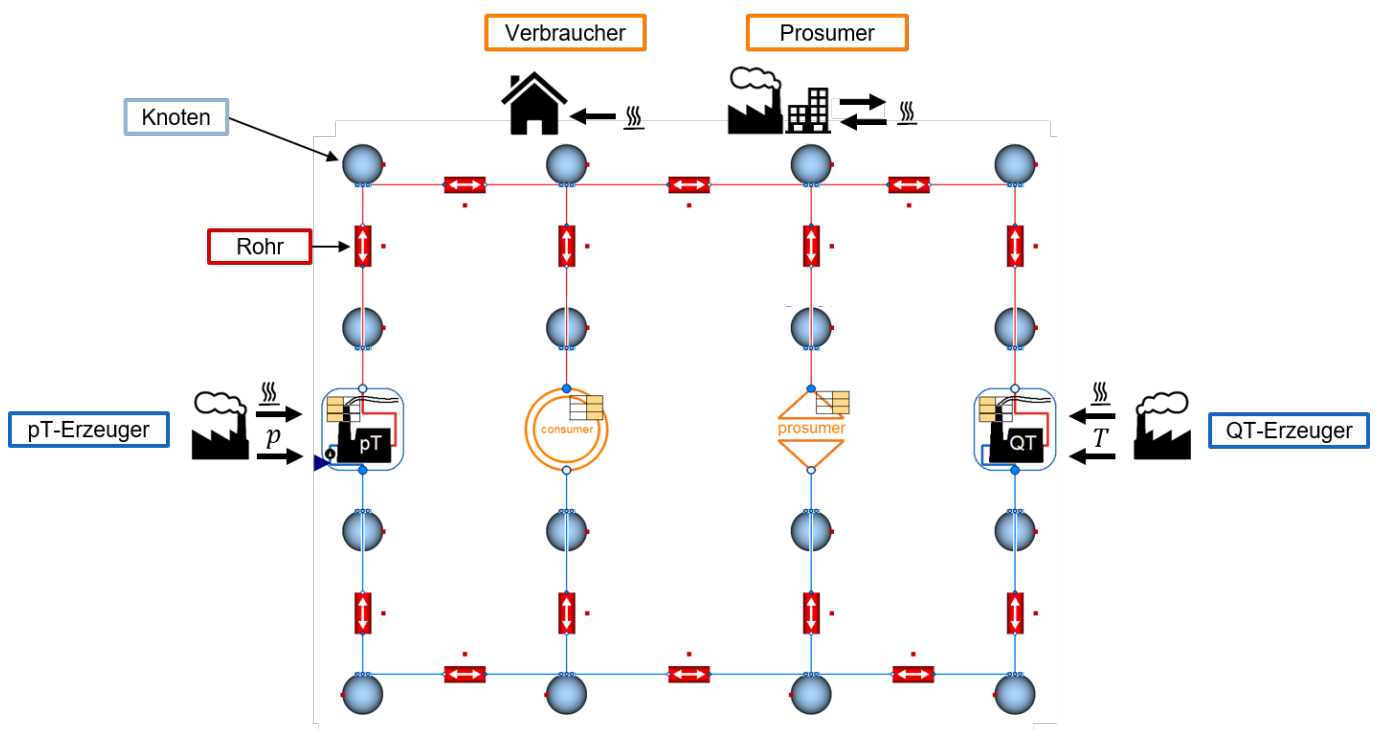 Verbraucher
Prosumer
Knoten
Rohr
pT-Erzeuger
p
pT
consumer
prosumer
QT
T
QT-Erzeuger